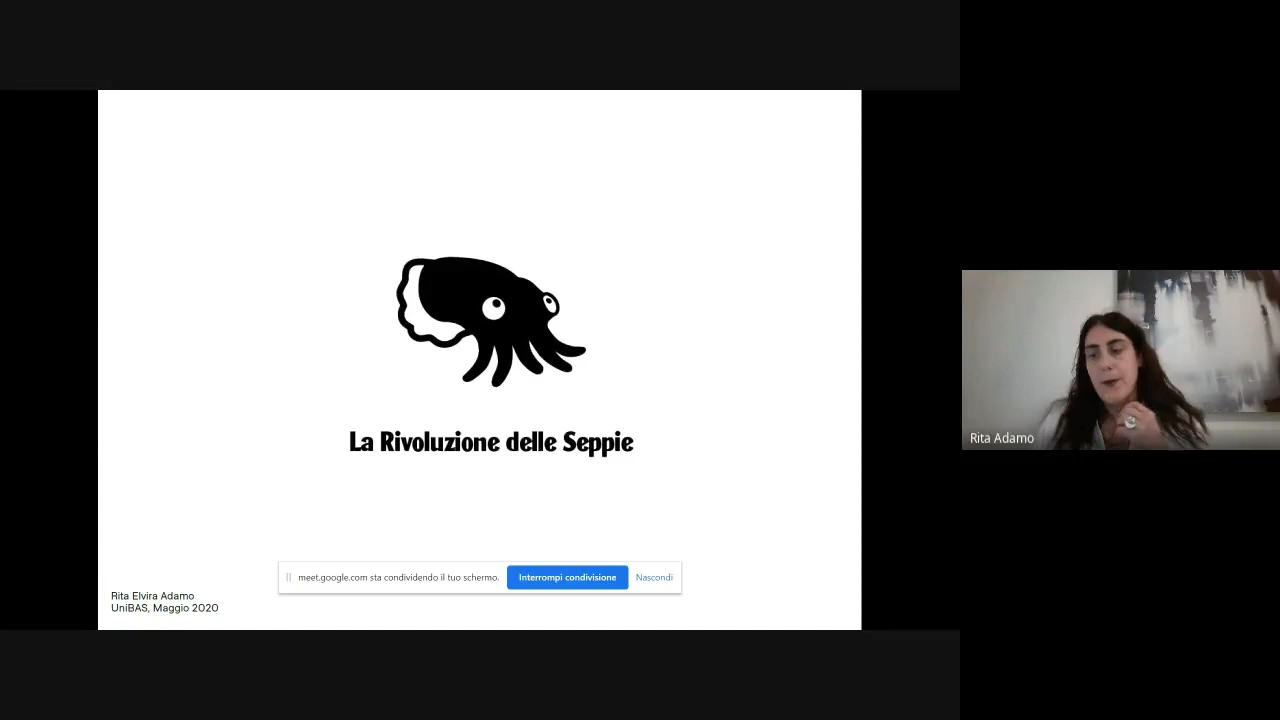 La Rivoluzione delle Seppie
meet.google.com sta condividendo il tuo schermo. Interrompi condivisione Nascondi
Rita Elvira Adamo
UniBAS, Maggio 2020
Rita Adamo